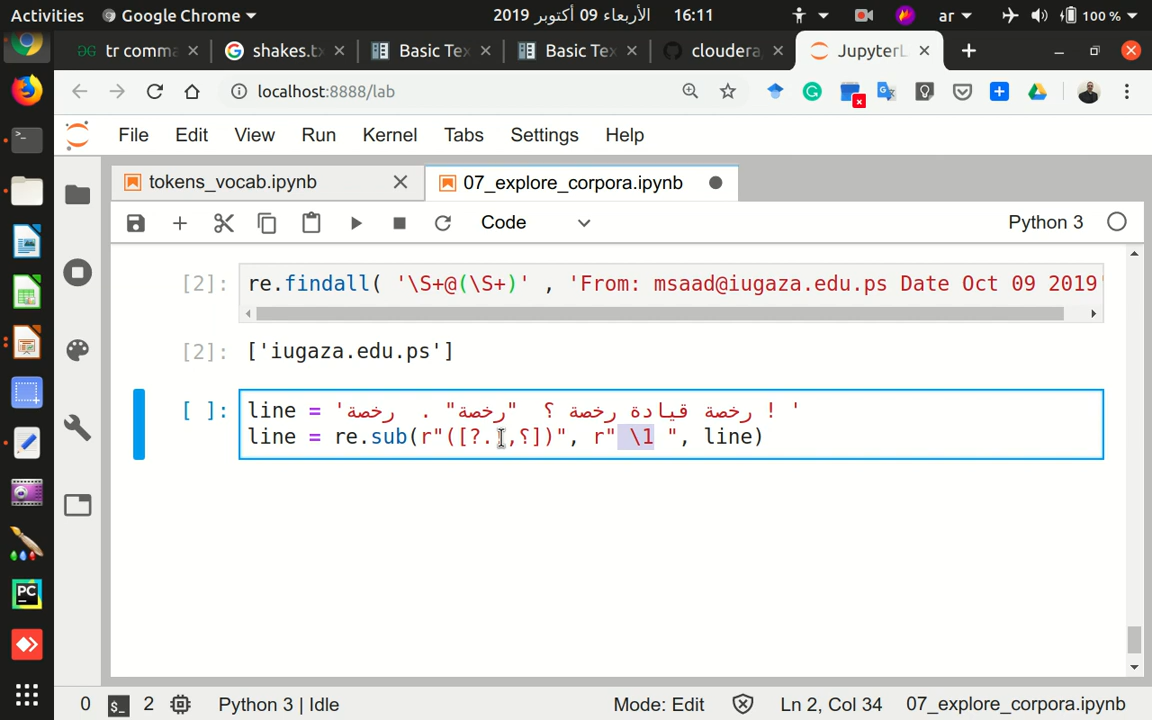 Activities Google Chrome 2019 الأربعاء 09 أكتوبر 16:11 ar 100 %
tr comma shakes.tx Basic Tex Basic Tex cloudera JupyterL
localhost:8888/lab
File Edit View Run Kernel Tabs Settings Help
tokens_vocab.ipynb 07_explore_corpora.ipynb
Code Python 3
[2]: re.findall( '\S+@(\S+)' , 'From: msaad@iugaza.edu.ps Date Oct 09 2019'
[2]: ['iugaza.edu.ps']
[ ]: line = 'رخصة . "رخصة" ؟ رخصة قيادة رخصة ! '
line = re.sub(r"([?. ,؟])", r" \1 ", line)
0 2 Python 3 | Idle Mode: Edit Ln 2, Col 34 07_explore_corpora.ipynb